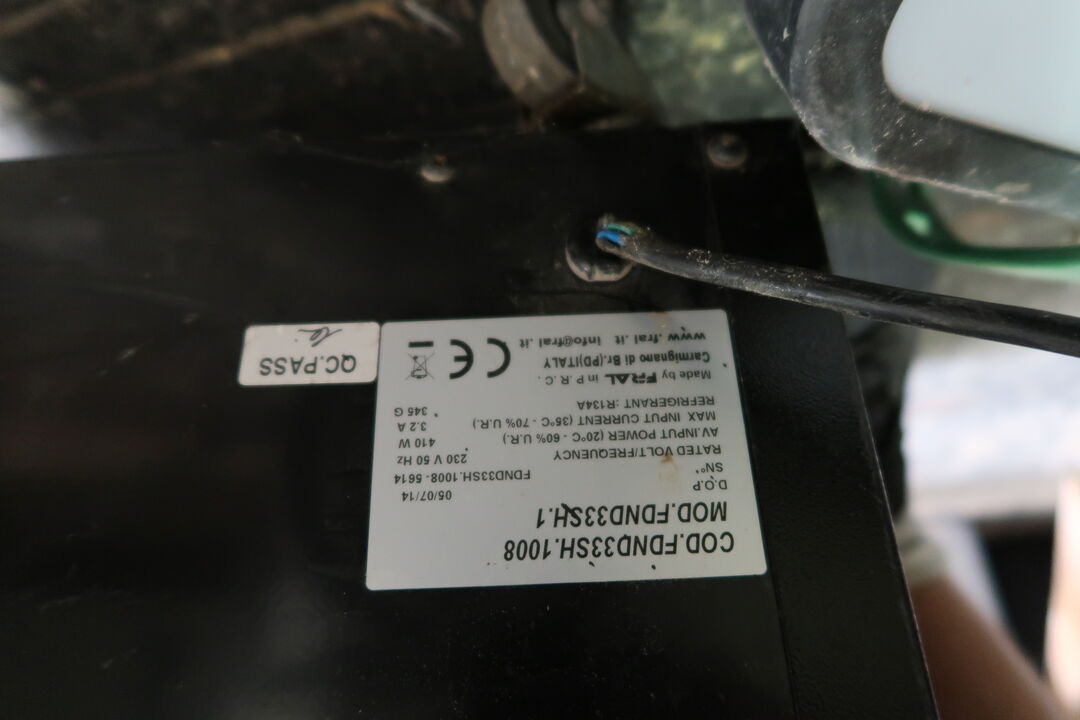 COD.FDND33SH.1008
MOD.FDND33SH.1
D.O.P 05/07/14
SN° FDND33SH.1008-5614
RATED VOLT/FREQUENCY 230 V 50 Hz
AV.INPUT POWER (20°C - 60% U.R.) 410 W
MAX INPUT CURRENT (35°C - 70% U.R.) 3.2 A
REFRIGERANT :R134A 345 G
Made by FRAL in P.R.C.
Carmignano di Br.(PD)ITALY
www.fral.it info@fral.it
CE
QC.PASS